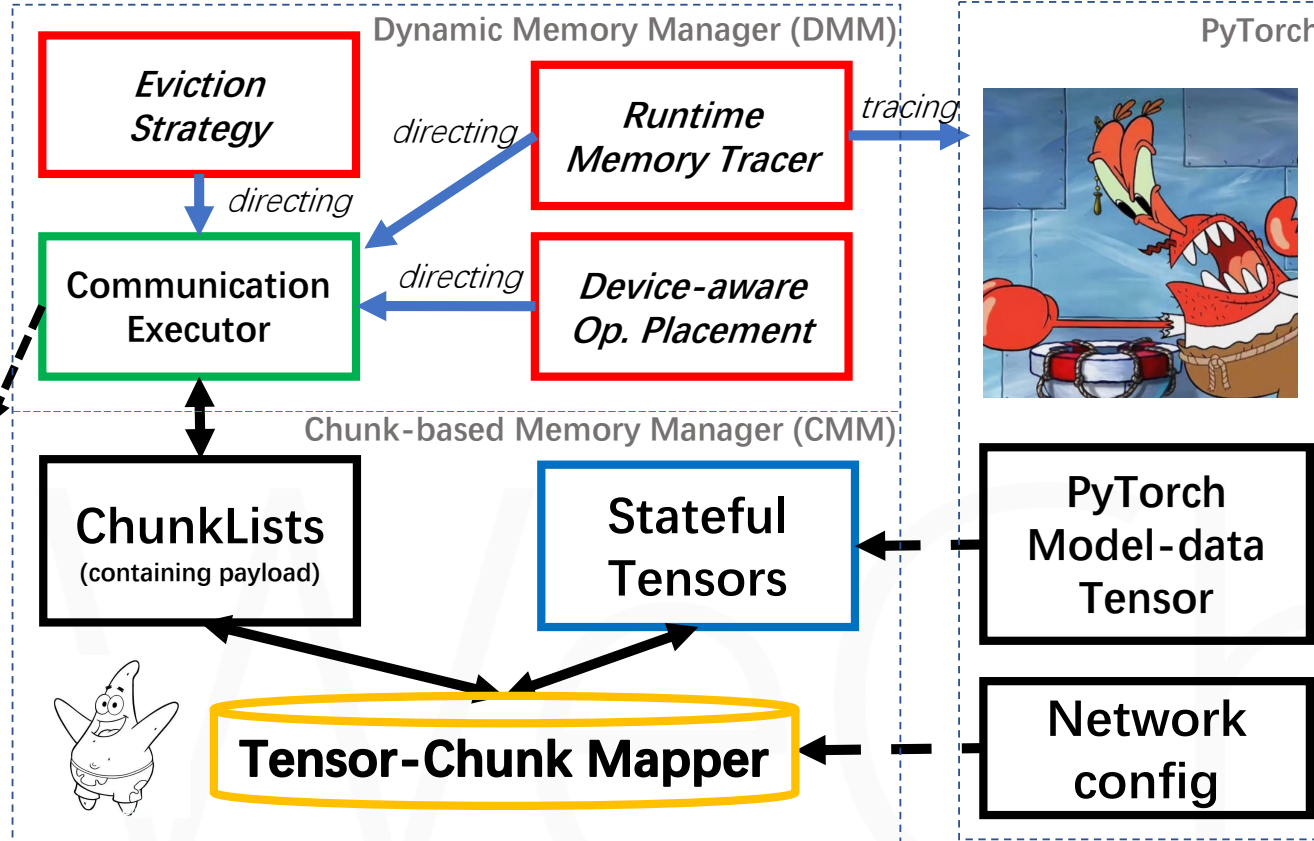 Dynamic Memory Manager (DMM)
PyTorch
Eviction
Strategy
directing
Runtime
Memory Tracer
tracing
directing
Communication
Executor
directing
Device-aware
Op. Placement
Chunk-based Memory Manager (CMM)
ChunkLists
(containing payload)
Stateful
Tensors
PyTorch
Model-data
Tensor
Tensor-Chunk Mapper
Network
config